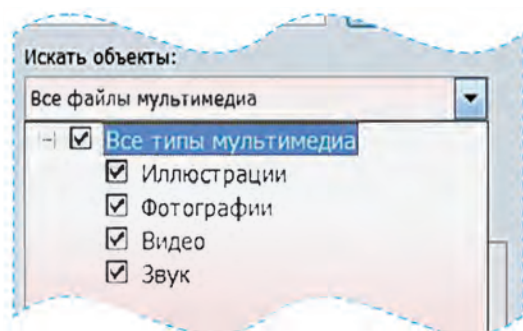 Искать объекты:
Все файлы мультимедиа
Все типы мультимедиа
Иллюстрации
Фотографии
Видео
Звук